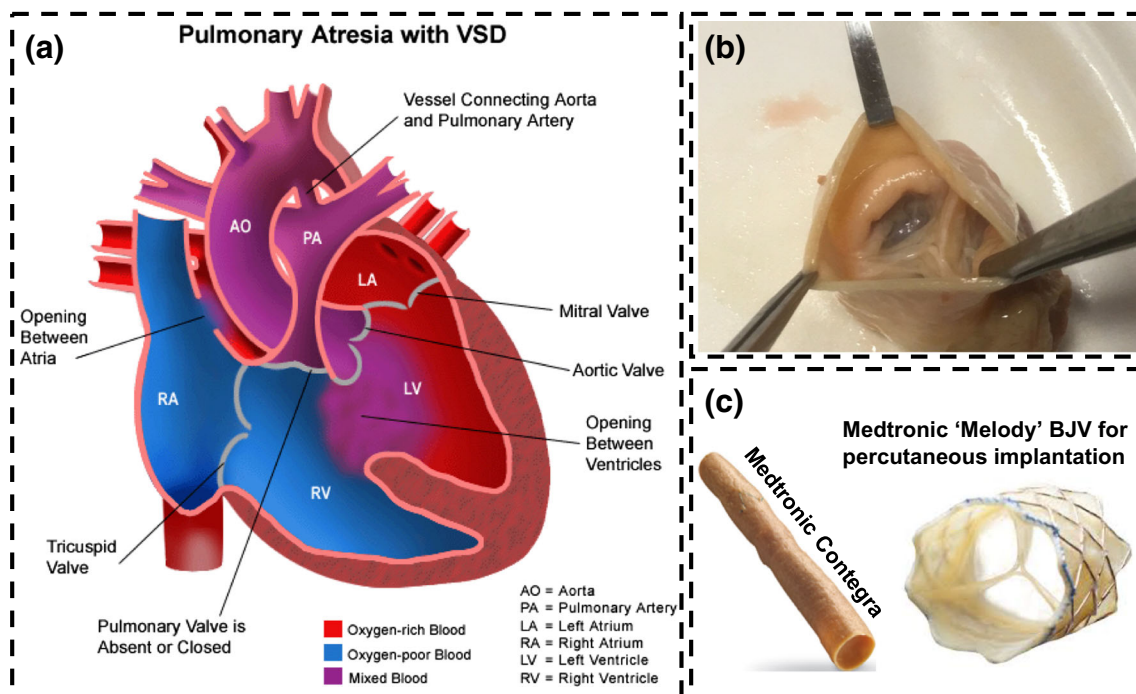 (a)
Pulmonary Atresia with VSD
Vessel Connecting Aorta
and Pulmonary Artery
AO
PA
LA
Mitral Valve
Opening
Between
Atria
Aortic Valve
RA
LV
Opening
Between
Ventricles
RV
Tricuspid
Valve
Pulmonary Valve is
Absent or Closed
Oxygen-rich Blood
Oxygen-poor Blood
Mixed Blood
AO = Aorta
PA = Pulmonary Artery
LA = Left Atrium
RA = Right Atrium
LV = Left Ventricle
RV = Right Ventricle
(b)
(c)
Medtronic Contegra
Medtronic 'Melody' BJV for
percutaneous implantation